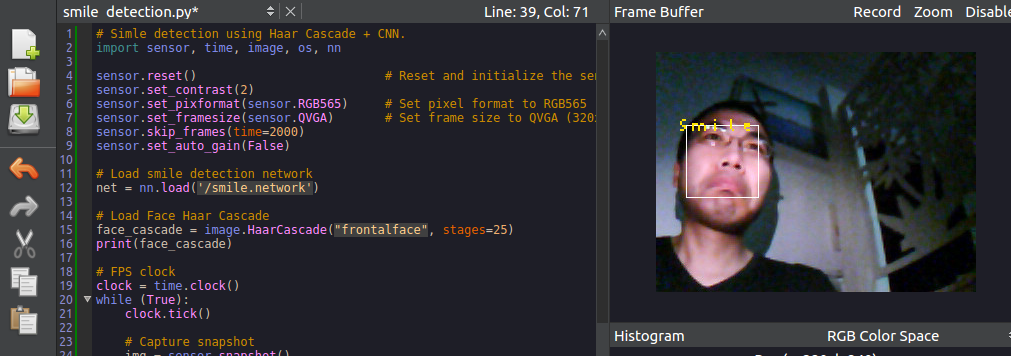 smile detection.py*
Line: 39, Col: 71
Frame Buffer
Record
Zoom
Disable
1 # Simle detection using Haar Cascade + CNN.
2 import sensor, time, image, os, nn
3
4 sensor.reset() # Reset and initialize the sen
5 sensor.set_contrast(2)
6 sensor.set_pixformat(sensor.RGB565) # Set pixel format to RGB565
7 sensor.set_framesize(sensor.QVGA) # Set frame size to QVGA (320x
8 sensor.skip_frames(time=2000)
9 sensor.set_auto_gain(False)
10
11 # Load smile detection network
12 net = nn.load('/smile.network')
13
14 # Load Face Haar Cascade
15 face_cascade = image.HaarCascade("frontalface", stages=25)
16 print(face_cascade)
17
18 # FPS clock
19 clock = time.clock()
20 while (True):
21 clock.tick()
22
23 # Capture snapshot
24 img = sensor.snapshot()
Smile
Histogram
RGB Color Space